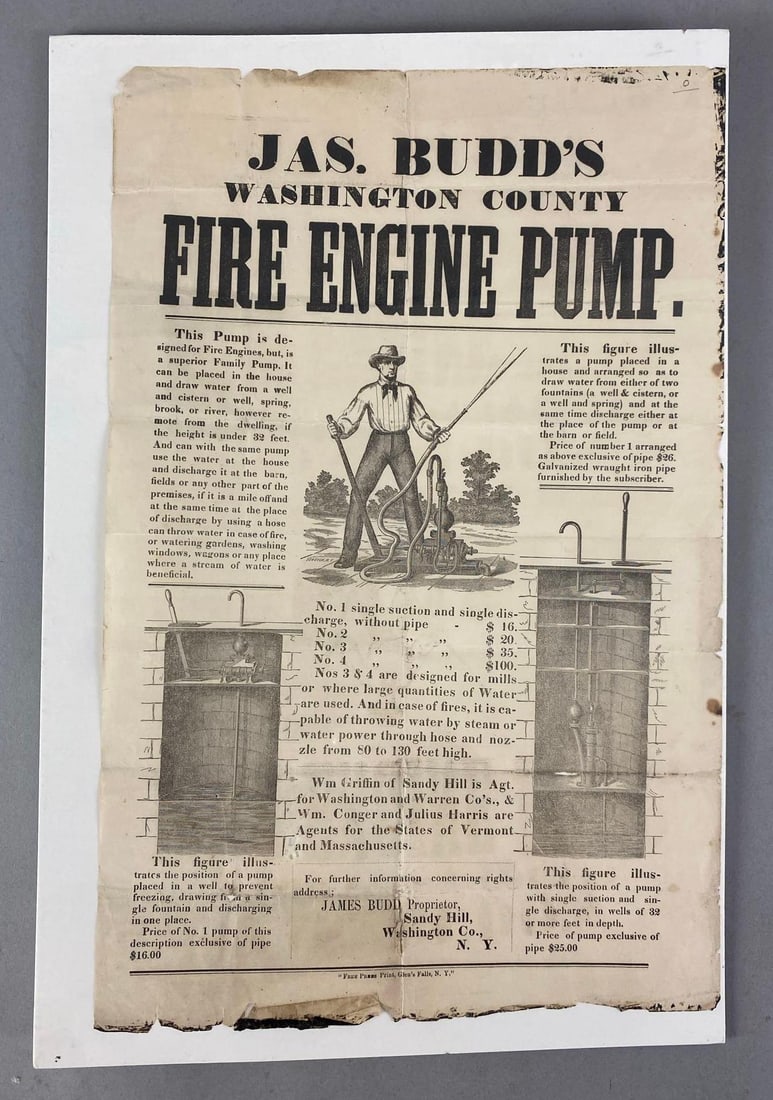 JAS. BUDD'S
WASHINGTON COUNTY
FIRE ENGINE PUMP.
This Pump is de-
signed for Fire Engines, but, is
a superior Family Pump. It
can be placed in the house
and draw water from a well
and cistern or well, spring,
brook, or river, however re-
mote from the dwelling, if
the height is under 32 feet.
And can with the same pump
use the water at the house
and discharge it at the barn,
fields or any other part of the
premises, if it is a mile off and
at the same time at the place
of discharge by using a hose
can throw water in case of fire,
or watering gardens, washing
windows, wagons or any place
where a stream of water is
beneficial.
This figure illus-
trates a pump placed in a
house and arranged so as to
draw water from either of two
fountains (a well & cistern, or
a well and spring) and at the
same time discharge either at
the place of the pump or at
the barn or field.
Price of number 1 arranged
as above exclusive of pipe $26.
Galvanized wraught iron pipe
furnished by the subscriber.
No. 1 single suction and single dis-
charge, without pipe - $ 16.
No. 2 „ „ „ $ 20.
No. 3 „ „ „ $ 35.
No. 4 „ „ „ $100.
Nos 3 & 4 are designed for mills
or where large quantities of Water
are used. And in case of fires, it is ca-
pable of throwing water by steam or
water power through hose and noz-
zle from 80 to 130 feet high.
Wm Griffin of Sandy Hill is Agt.
for Washington and Warren Co's., &
Wm. Conger and Julius Harris are
Agents for the States of Vermont
and Massachusetts.
For further information concerning rights
address;
JAMES BUDD Proprietor,
Sandy Hill,
Washington Co.,
N. Y.
This figure illus-
trates the position of a pump
placed in a well to prevent
freezing, drawing from a sin-
gle fountain and discharging
in one place.
Price of No. 1 pump of this
description exclusive of pipe
$16.00
This figure illus-
trates the position of a pump
with single suction and sin-
gle discharge, in wells of 32
or more feet in depth.
Price of pump exclusive of
pipe $25.00
"FREE PRESS Print, Glen's Falls, N. Y."